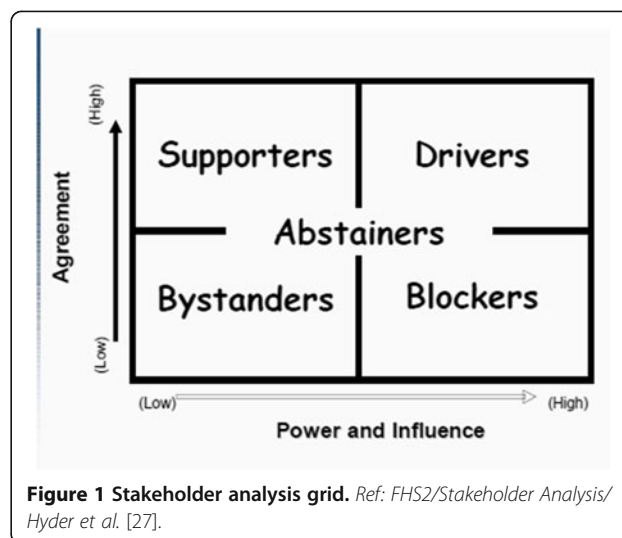 (High)
Supporters
Drivers
Agreement
Abstainers
Bystanders
Blockers
(Low)
(Low)
(High)
Power and Influence
Figure 1 Stakeholder analysis grid. Ref: FHS2/Stakeholder Analysis/
Hyder et al. [27].